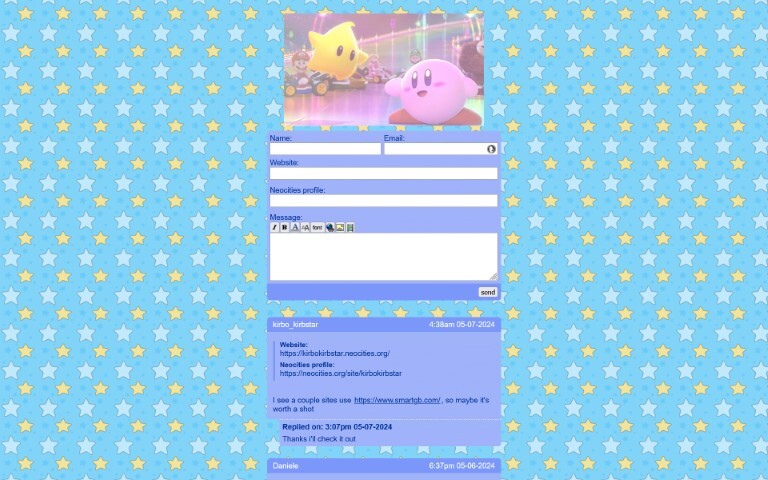 Name:
Email:
Website:
Neocities profile:
Message:
I B A AA font
send
kirbo_kirbstar
4:38am 05-07-2024
Website:
https://kirbokirbstar.neocities.org/
Neocities profile:
https://neocities.org/site/kirbokirbstar
I see a couple sites use https://www.smartgb.com/, so maybe it's
worth a shot
Replied on: 3:07pm 05-07-2024
Thanks i'll check it out
Daniele
6:37pm 05-06-2024